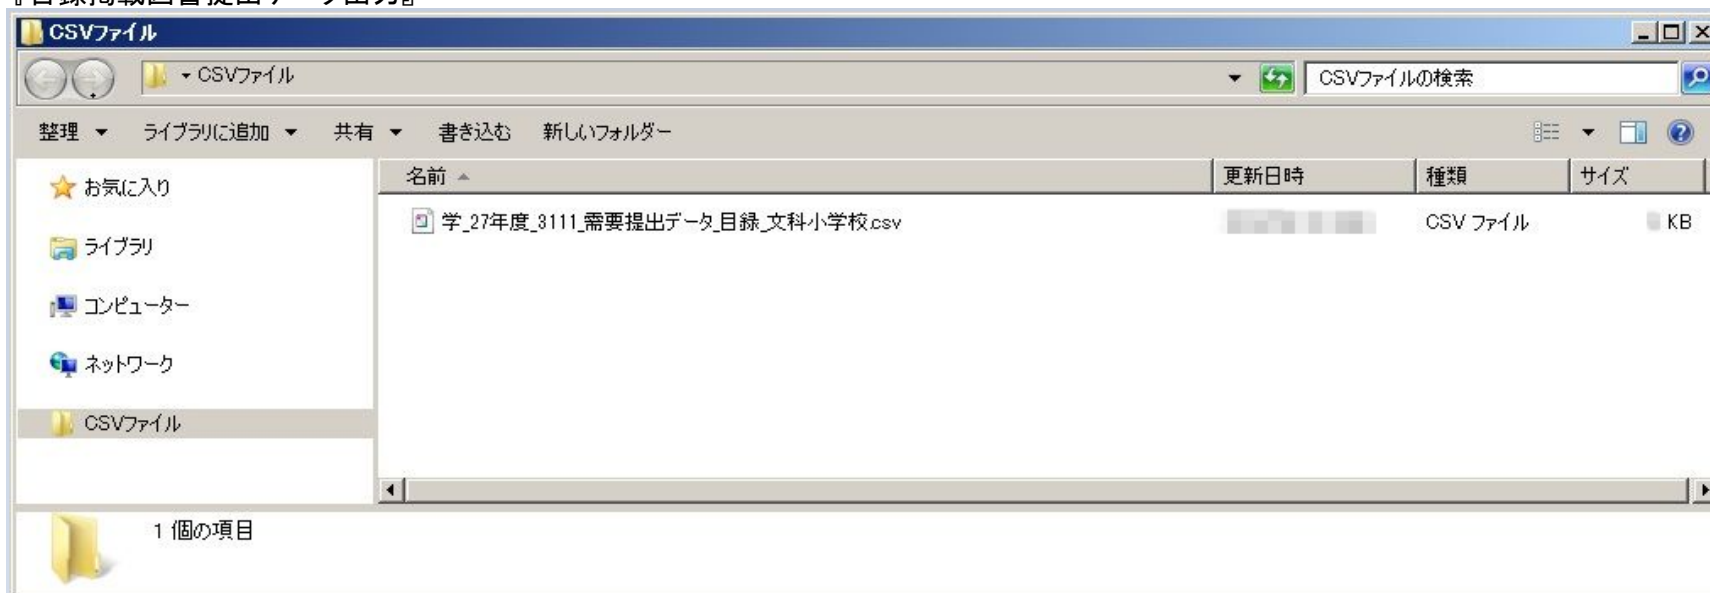 CSVファイル
CSVファイル
CSVファイルの検索
整理 ライブラリに追加 共有 書き込む 新しいフォルダー
名前 更新日時 種類 サイズ
お気に入り
学_27年度_3111_需要提出データ_目録_文科小学校.csv CSV ファイル KB
ライブラリ
コンピューター
ネットワーク
CSVファイル
1 個の項目